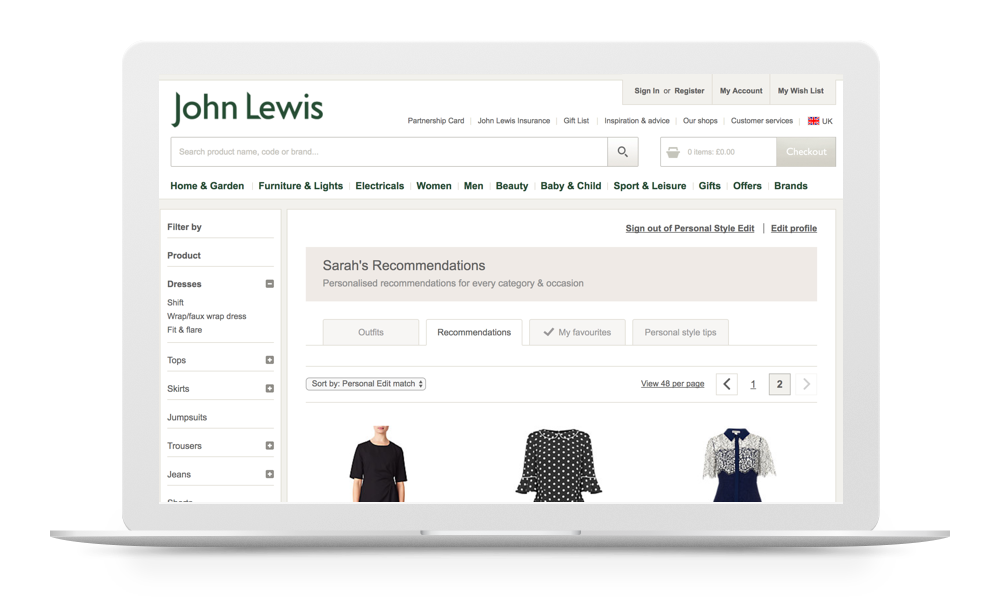 Sign In or Register My Account My Wish List
John Lewis
Partnership Card John Lewis Insurance Gift List Inspiration & advice Our shops Customer services UK
Search product name, code or brand... 0 items: £0.00 Checkout
Home & Garden Furniture & Lights Electricals Women Men Beauty Baby & Child Sport & Leisure Gifts Offers Brands
Filter by
Product
Dresses
Shift
Wrap/faux wrap dress
Fit & flare
Tops
Skirts
Jumpsuits
Trousers
Jeans
Sign out of Personal Style Edit Edit profile
Sarah's Recommendations
Personalised recommendations for every category & occasion
Outfits Recommendations My favourites Personal style tips
Sort by: Personal Edit match View 48 per page 1 2